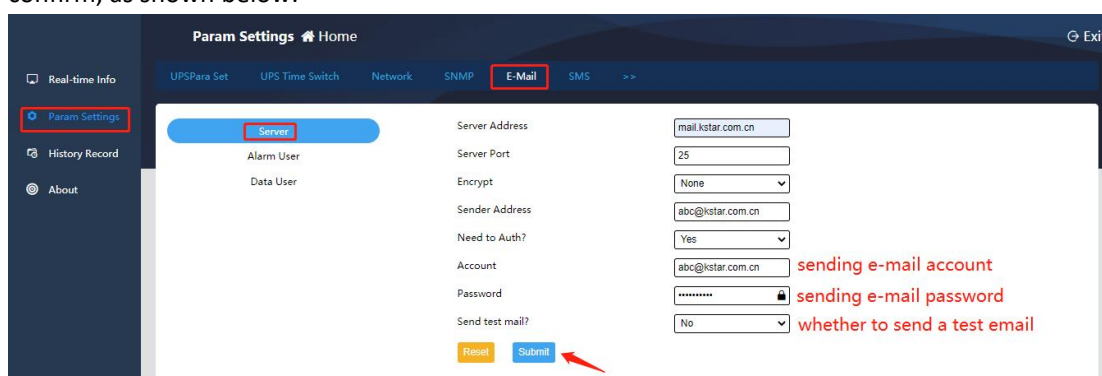 confirm, as shown below:
Param Settings Home
Exi
Real-time Info
UPSPara Set UPS Time Switch Network SNMP E-Mail SMS >>
Param Settings
History Record
About
Server
Alarm User
Data User
Server Address mail.kstar.com.cn
Server Port 25
Encrypt None
Sender Address abc@kstar.com.cn
Need to Auth? Yes
Account abc@kstar.com.cn sending e-mail account
Password •••••••••• sending e-mail password
Send test mail? No whether to send a test email
Reset Submit